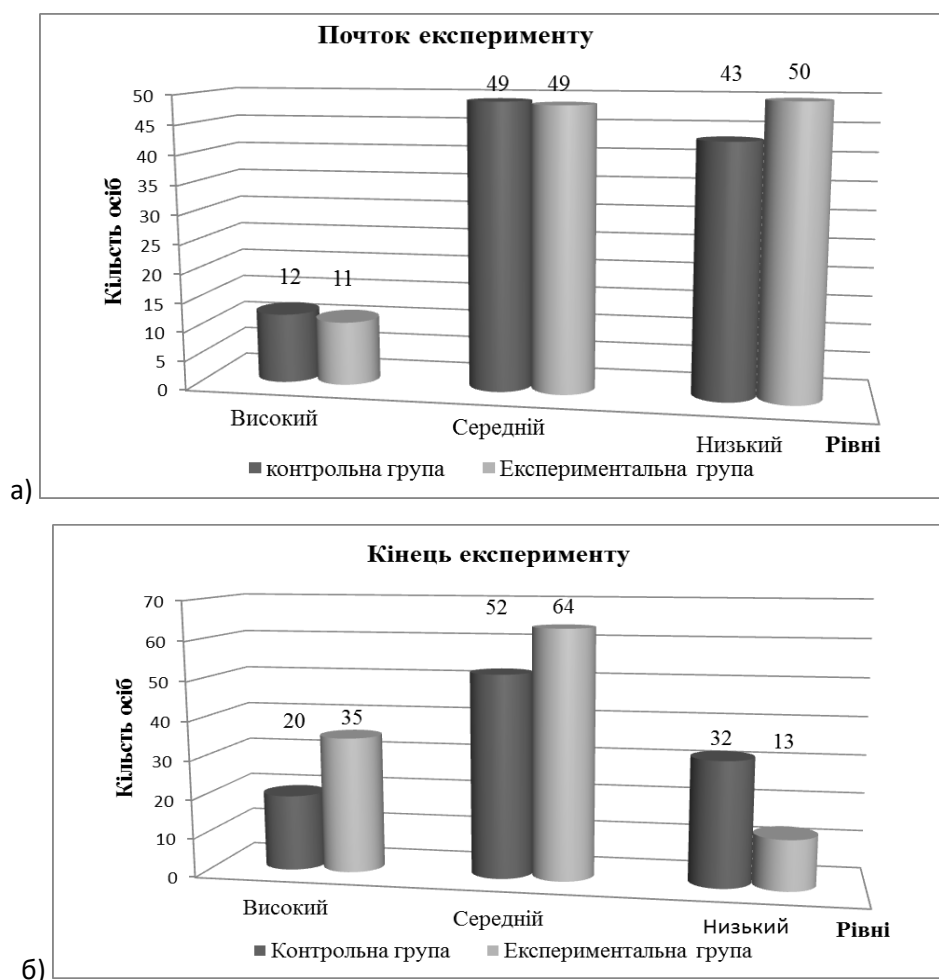 Почток експерименту
49 49 43 50
50
45
40
35
30
25
20
15
10
5
0
12 11
Кільсть осіб
Високий Середній Низький Рівні
контрольна група Експериментальна група
а)
Кінець експерименту
70
60
50
40
30
20
10
0
52 64
20 35
32 13
Кільсть осіб
Високий Середній Низький Рівні
Контрольна група Експериментальна група
б)